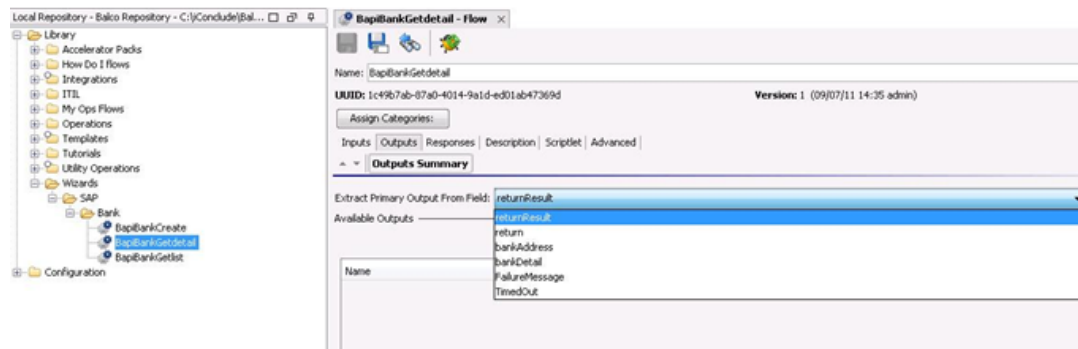 Local Repository - Balco Repository - C:\jConclude\Bal...
Library
Accelerator Packs
How Do I flows
Integrations
ITIL
My Ops Flows
Operations
Templates
Tutorials
Utility Operations
Wizards
SAP
Bank
BapiBankCreate
BapiBankGetdetail
BapiBankGetlist
Configuration
BapiBankGetdetail - Flow
Name: BapiBankGetdetail
UUID: 1c49b7ab-87a0-4014-9a1d-ed01ab47369d Version: 1 (09/07/11 14:35 admin)
Assign Categories:
Inputs Outputs Responses Description Scriptlet Advanced
Outputs Summary
Extract Primary Output From Field: returnResult
Available Outputs
returnResult
return
bankAddress
bankDetail
FailureMessage
TimedOut
Name